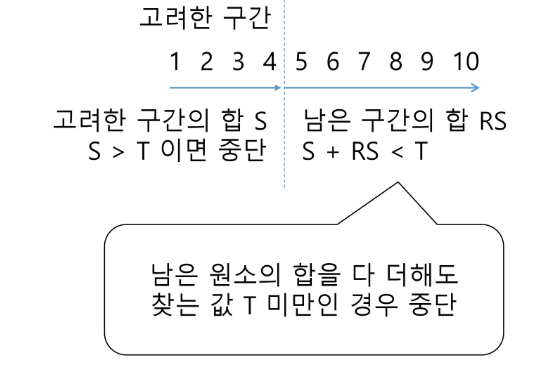 고려한 구간
1 2 3 4 5 6 7 8 9 10
고려한 구간의 합 S
S > T 이면 중단
남은 구간의 합 RS
S + RS < T
남은 원소의 합을 다 더해도
찾는 값 T 미만인 경우 중단